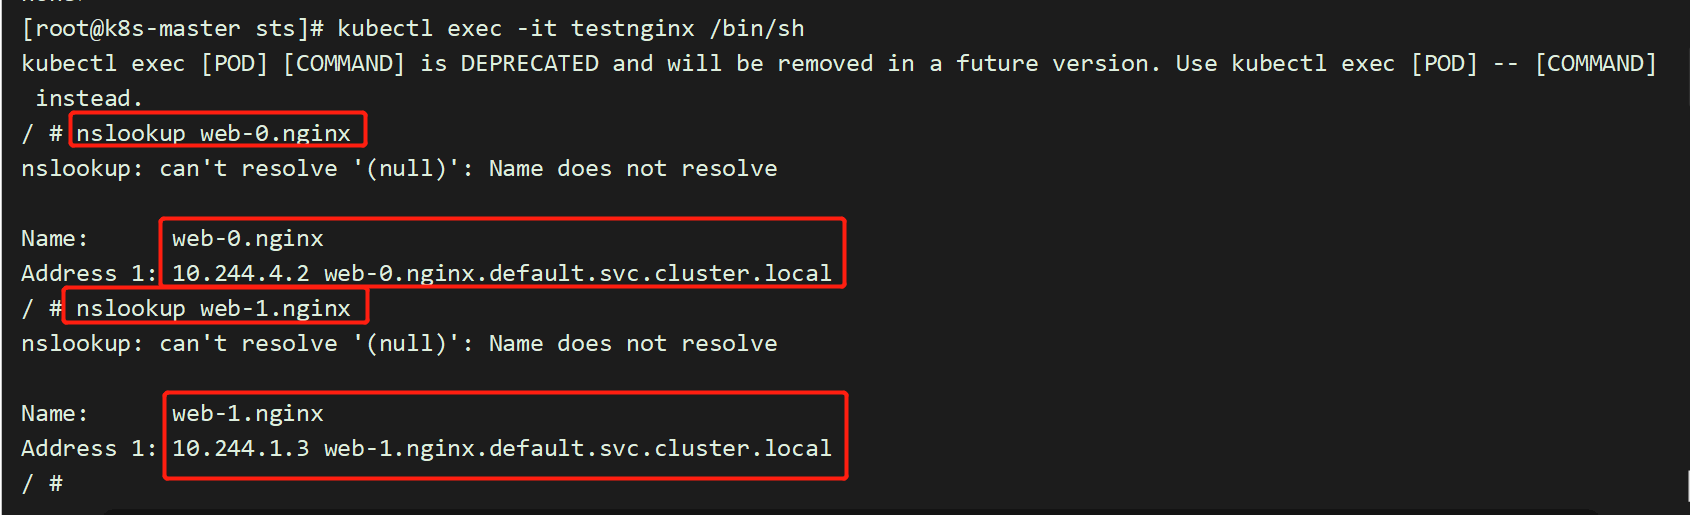 [root@k8s-master sts]# kubectl exec -it testnginx /bin/sh
kubectl exec [POD] [COMMAND] is DEPRECATED and will be removed in a future version. Use kubectl exec [POD] -- [COMMAND]
 instead.
/ # nslookup web-0.nginx
nslookup: can't resolve '(null)': Name does not resolve

Name:      web-0.nginx
Address 1: 10.244.4.2 web-0.nginx.default.svc.cluster.local
/ # nslookup web-1.nginx
nslookup: can't resolve '(null)': Name does not resolve

Name:      web-1.nginx
Address 1: 10.244.1.3 web-1.nginx.default.svc.cluster.local
/ #